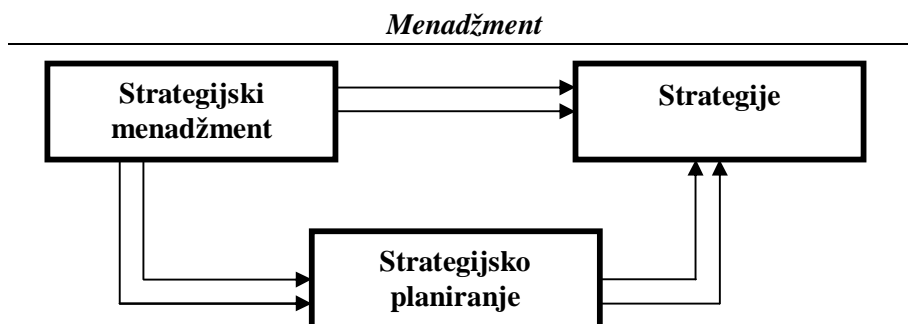 Menadžment
Strategijski
menadžment
Strategije
Strategijsko
planiranje